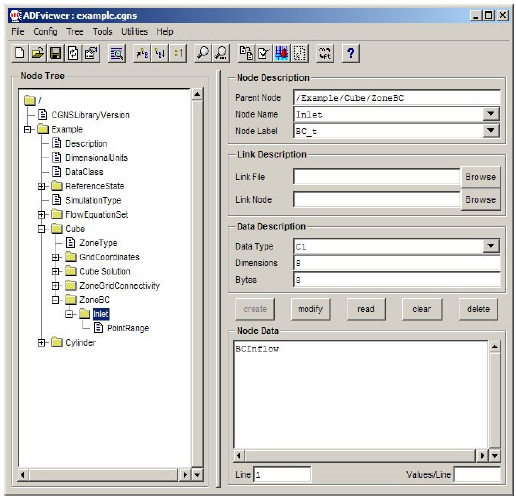 ADFviewer : example.cgns
File Config Tree Tools Utilities Help
Node Tree
/
CGNSLibraryVersion
Example
Description
DimensionalUnits
DataClass
ReferenceState
SimulationType
FlowEquationSet
Cube
ZoneType
GridCoordinates
Cube Solution
ZoneGridConnectivity
ZoneBC
Inlet
PointRange
Cylinder
Node Description
Parent Node /Example/Cube/ZoneBC
Node Name Inlet
Node Label BC_t
Link Description
Link File Browse
Link Node Browse
Data Description
Data Type C1
Dimensions 8
Bytes 8
create modify read clear delete
Node Data
BCInflow
Line 1 Values/Line